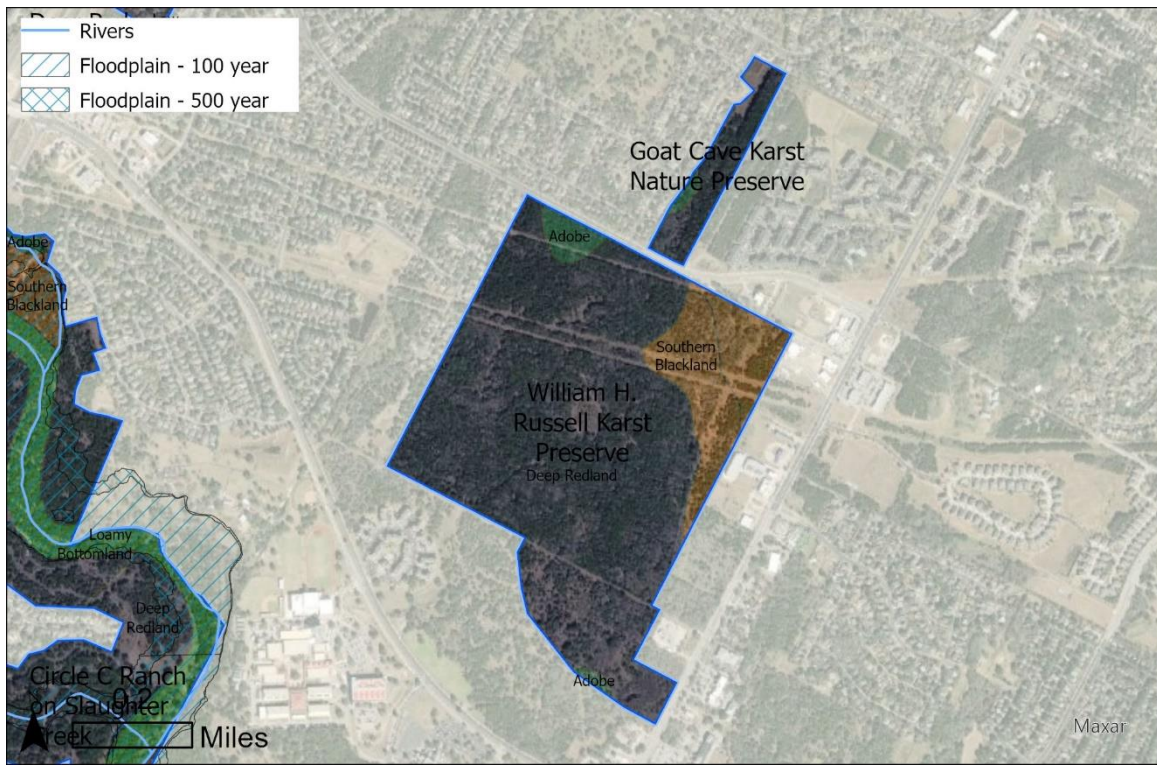 Rivers
Floodplain - 100 year
Floodplain - 500 year
Goat Cave Karst
Nature Preserve
Adobe
Adobe
Southern
Blackland
Southern
Blackland
William H.
Russell Karst
Preserve
Deep Redland
Loamy
Bottomland
Deep
Redland
Circle C Ranch
on Slaughter
Creek
Adobe
0.2
Miles
Maxar